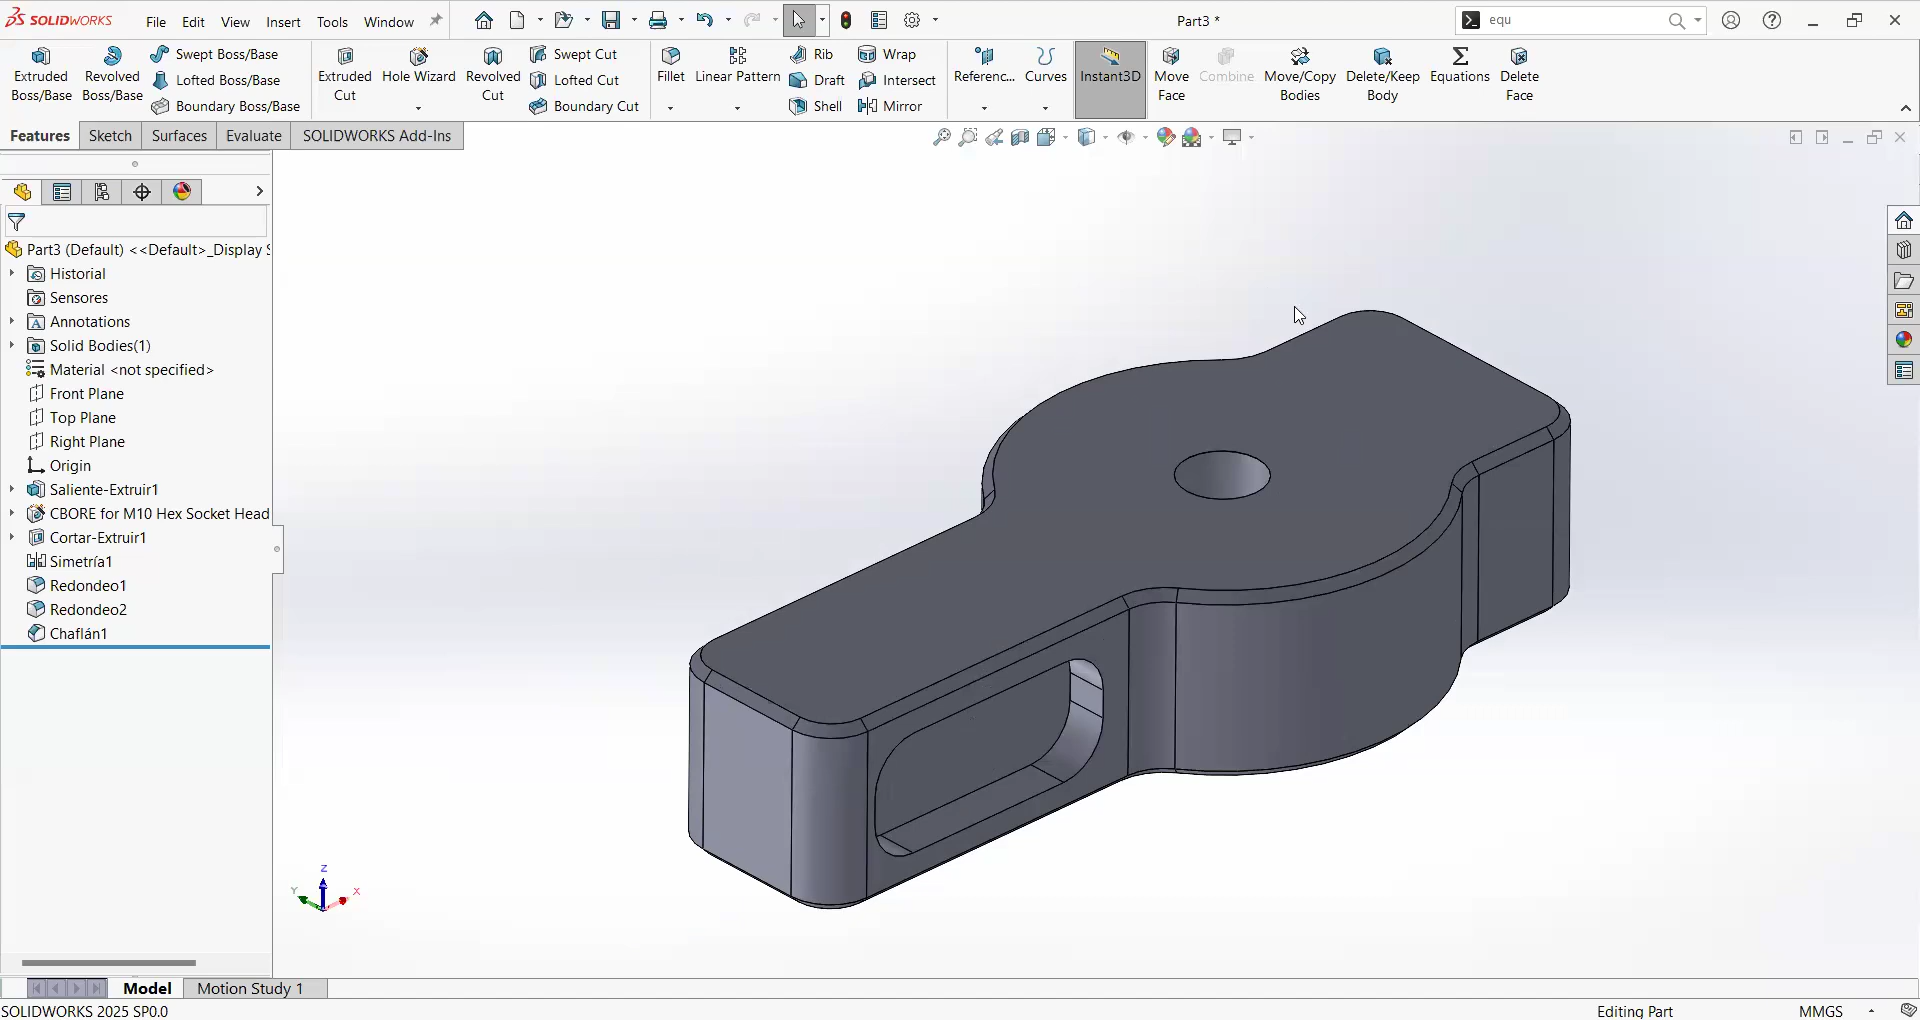 SOLIDWORKS File Edit View Insert Tools Window Part3 * equ
Extruded Boss/Base
Revolved Boss/Base
Swept Boss/Base
Lofted Boss/Base
Boundary Boss/Base
Extruded Cut
Hole Wizard
Revolved Cut
Swept Cut
Lofted Cut
Boundary Cut
Fillet
Linear Pattern
Rib
Draft
Shell
Wrap
Intersect
Mirror
Referenc...
Curves
Instant3D
Move Face
Combine
Move/Copy Bodies
Delete/Keep Body
Equations
Delete Face
Features Sketch Surfaces Evaluate SOLIDWORKS Add-Ins
Part3 (Default) <<Default>_Display S
Historial
Sensores
Annotations
Solid Bodies(1)
Material <not specified>
Front Plane
Top Plane
Right Plane
Origin
Saliente-Extruir1
CBORE for M10 Hex Socket Head
Cortar-Extruir1
Simetría1
Redondeo1
Redondeo2
Chaflán1
Z
Y X
Model Motion Study 1
SOLIDWORKS 2025 SP0.0 Editing Part MMGS